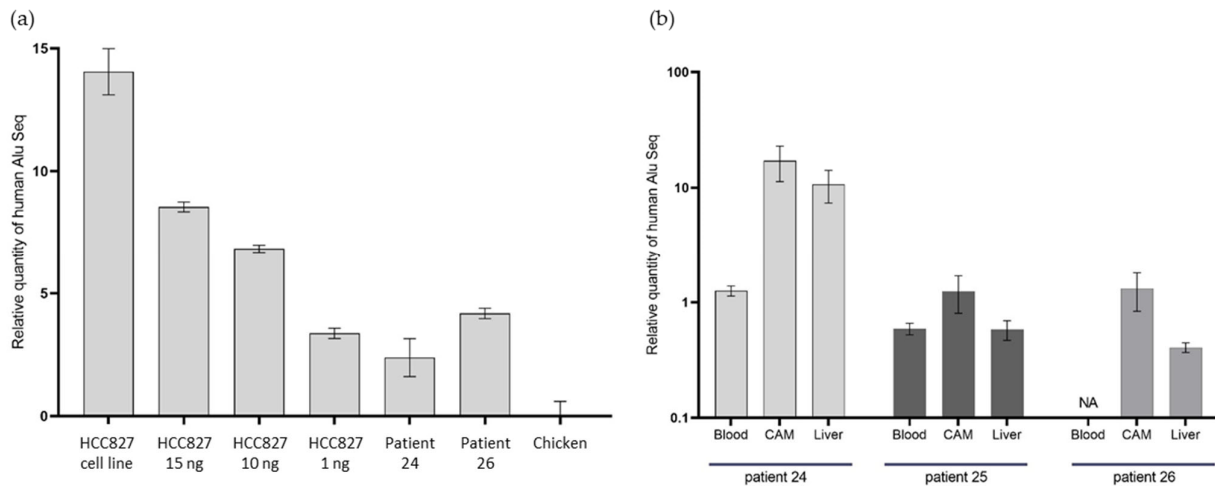 (a)
Relative quantity of human Alu Seq
15
10
5
0
HCC827
cell line
HCC827
15 ng
HCC827
10 ng
HCC827
1 ng
Patient
24
Patient
26
Chicken
(b)
Relative quantity of human Alu Seq
100
10
1
0.1
NA
Blood CAM Liver Blood CAM Liver Blood CAM Liver
patient 24 patient 25 patient 26